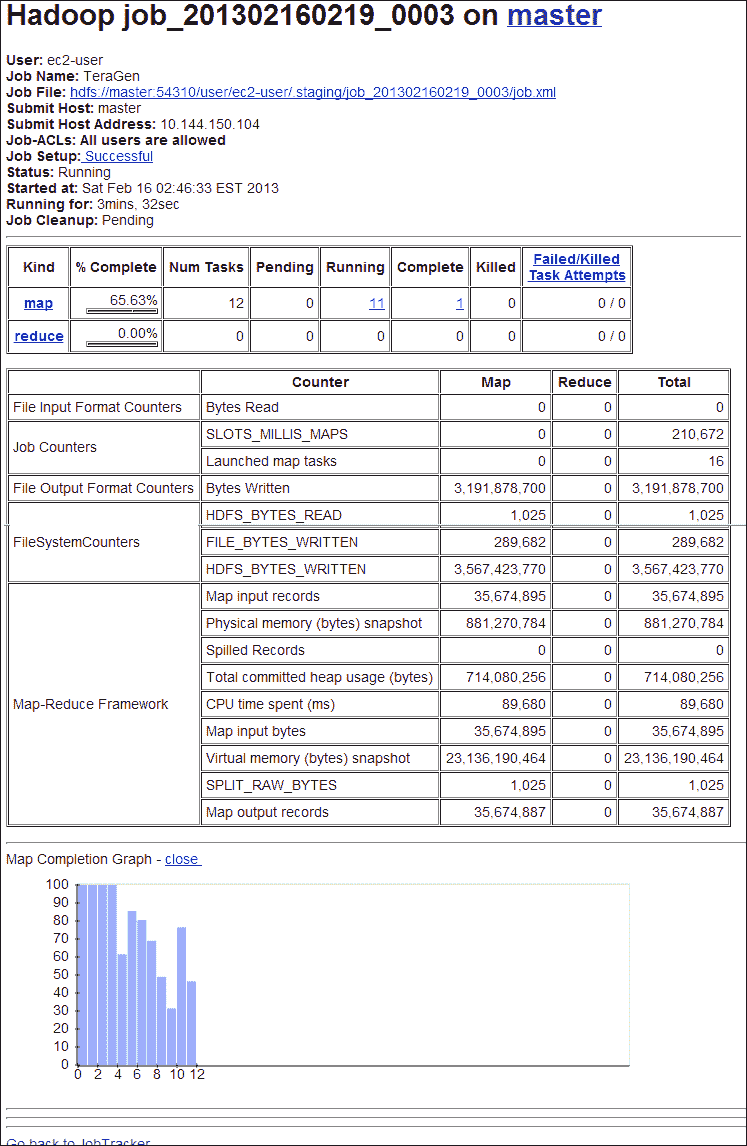 Hadoop job_201302160219_0003 on master
User: ec2-user
Job Name: TeraGen
Job File: hdfs://master:54310/user/ec2-user/.staging/job_201302160219_0003/job.xml
Submit Host: master
Submit Host Address: 10.144.150.104
Job-ACLs: All users are allowed
Job Setup: Successful
Status: Running
Started at: Sat Feb 16 02:46:33 EST 2013
Running for: 3mins, 32sec
Job Cleanup: Pending
Kind % Complete Num Tasks Pending Running Complete Killed Failed/Killed Task Attempts
map 65.63% 12 0 11 1 0 0 / 0
reduce 0.00% 0 0 0 0 0 0 / 0
Counter Map Reduce Total
File Input Format Counters Bytes Read 0 0 0
Job Counters SLOTS_MILLIS_MAPS 0 0 210,672
Launched map tasks 0 0 16
File Output Format Counters Bytes Written 3,191,878,700 0 3,191,878,700
FileSystemCounters HDFS_BYTES_READ 1,025 0 1,025
FILE_BYTES_WRITTEN 289,682 0 289,682
HDFS_BYTES_WRITTEN 3,567,423,770 0 3,567,423,770
Map-Reduce Framework Map input records 35,674,895 0 35,674,895
Physical memory (bytes) snapshot 881,270,784 0 881,270,784
Spilled Records 0 0 0
Total committed heap usage (bytes) 714,080,256 0 714,080,256
CPU time spent (ms) 89,680 0 89,680
Map input bytes 35,674,895 0 35,674,895
Virtual memory (bytes) snapshot 23,136,190,464 0 23,136,190,464
SPLIT_RAW_BYTES 1,025 0 1,025
Map output records 35,674,887 0 35,674,887
Map Completion Graph - close
100
90
80
70
60
50
40
30
20
10
0
0 2 4 6 8 10 12
Go back to JobTracker